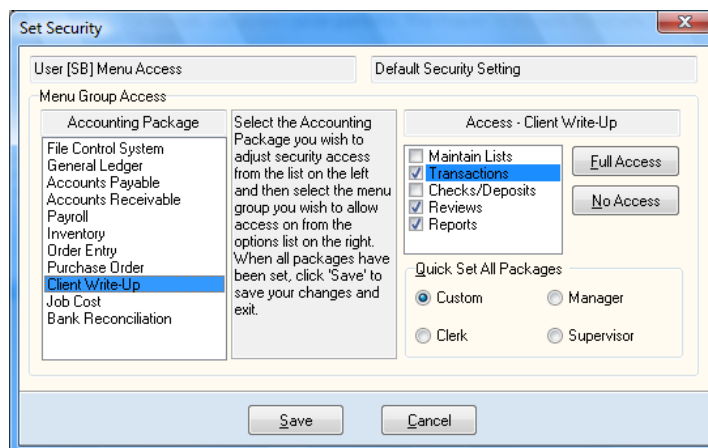 Set Security
User [SB] Menu Access
Default Security Setting
Menu Group Access
Accounting Package
File Control System
General Ledger
Accounts Payable
Accounts Receivable
Payroll
Inventory
Order Entry
Purchase Order
Client Write-Up
Job Cost
Bank Reconciliation
Select the Accounting
Package you wish to
adjust security access
from the list on the left
and then select the menu
group you wish to allow
access on from the
options list on the right.
When all packages have
been set, click 'Save' to
save your changes and
exit.
Access - Client Write-Up
Maintain Lists
Transactions
Checks/Deposits
Reviews
Reports
Full Access
No Access
Quick Set All Packages
Custom
Manager
Clerk
Supervisor
Save
Cancel